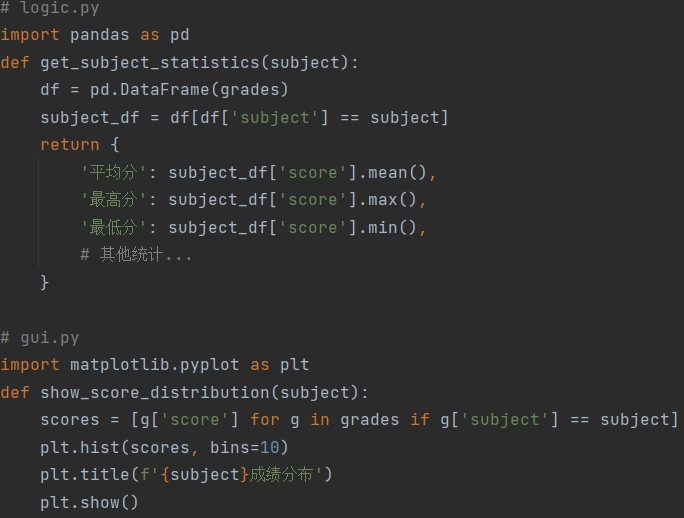 # logic.py
import pandas as pd
def get_subject_statistics(subject):
    df = pd.DataFrame(grades)
    subject_df = df[df['subject'] == subject]
    return {
        '平均分': subject_df['score'].mean(),
        '最高分': subject_df['score'].max(),
        '最低分': subject_df['score'].min(),
        # 其他统计...
    }

# gui.py
import matplotlib.pyplot as plt
def show_score_distribution(subject):
    scores = [g['score'] for g in grades if g['subject'] == subject]
    plt.hist(scores, bins=10)
    plt.title(f'{subject}成绩分布')
    plt.show()